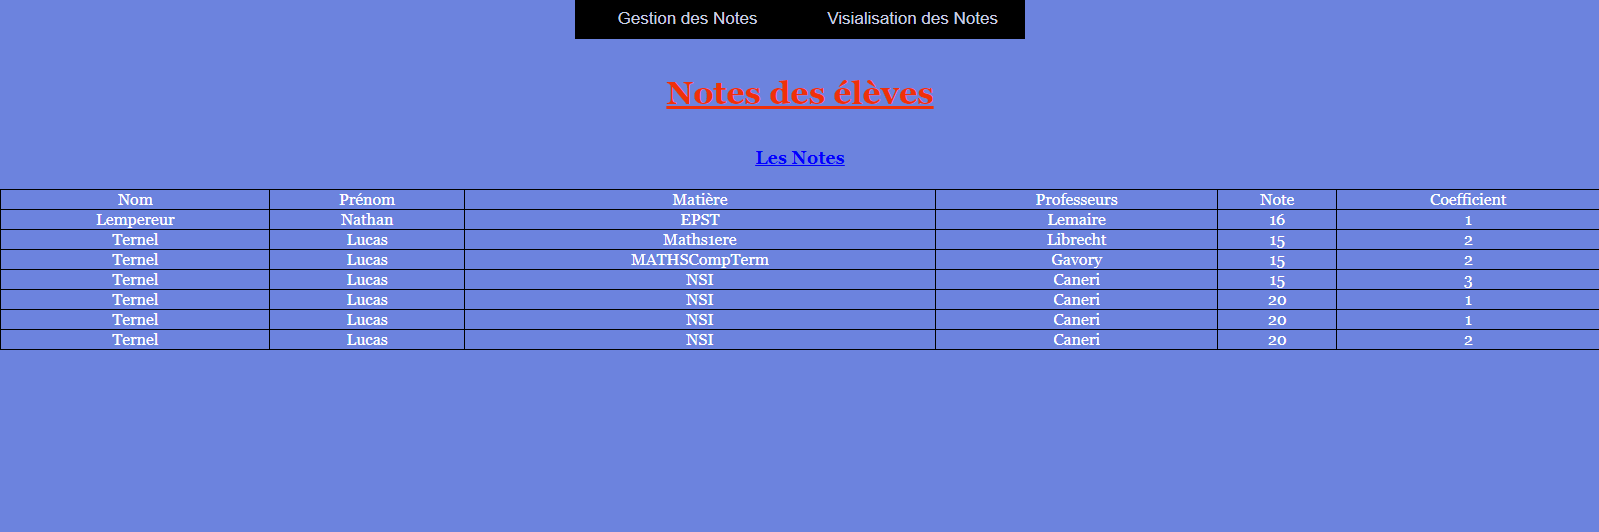 Gestion des Notes Visialisation des Notes
Notes des élèves
Les Notes
Nom Prénom Matière Professeurs Note Coefficient
Lempereur Nathan EPST Lemaire 16 1
Ternel Lucas Maths1ere Librecht 15 2
Ternel Lucas MATHSCompTerm Gavory 15 2
Ternel Lucas NSI Caneri 15 3
Ternel Lucas NSI Caneri 20 1
Ternel Lucas NSI Caneri 20 1
Ternel Lucas NSI Caneri 20 2